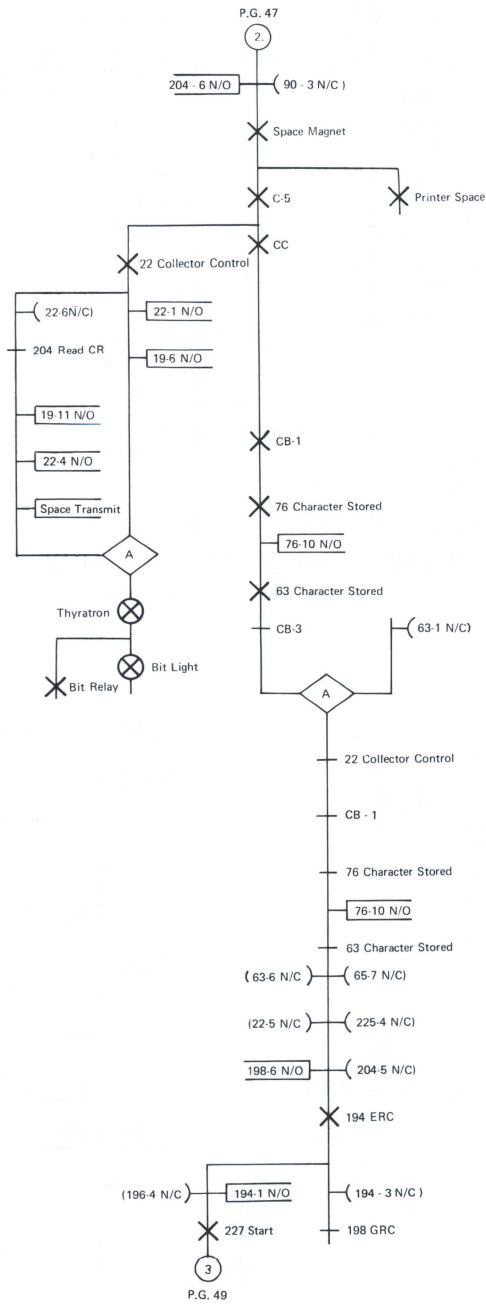 P.G. 47
2.
204 - 6 N/O
90 - 3 N/C )
Space Magnet
C-5
Printer Space
CC
22 Collector Control
22-6N/C)
22-1 N/O
204 Read CR
19-6 N/O
19-11 N/O
22-4 N/O
Space Transmit
A
Thyratron
Bit Light
Bit Relay
CB-1
76 Character Stored
76-10 N/O
63 Character Stored
CB-3
63-1 N/C)
A
22 Collector Control
CB - 1
76 Character Stored
76-10 N/O
63 Character Stored
( 63-6 N/C
65-7 N/C)
(22-5 N/C
225-4 N/C)
198-6 N/O
204-5 N/C)
194 ERC
(196-4 N/C
194-1 N/O
194 - 3 N/C )
227 Start
198 GRC
3
P.G. 49